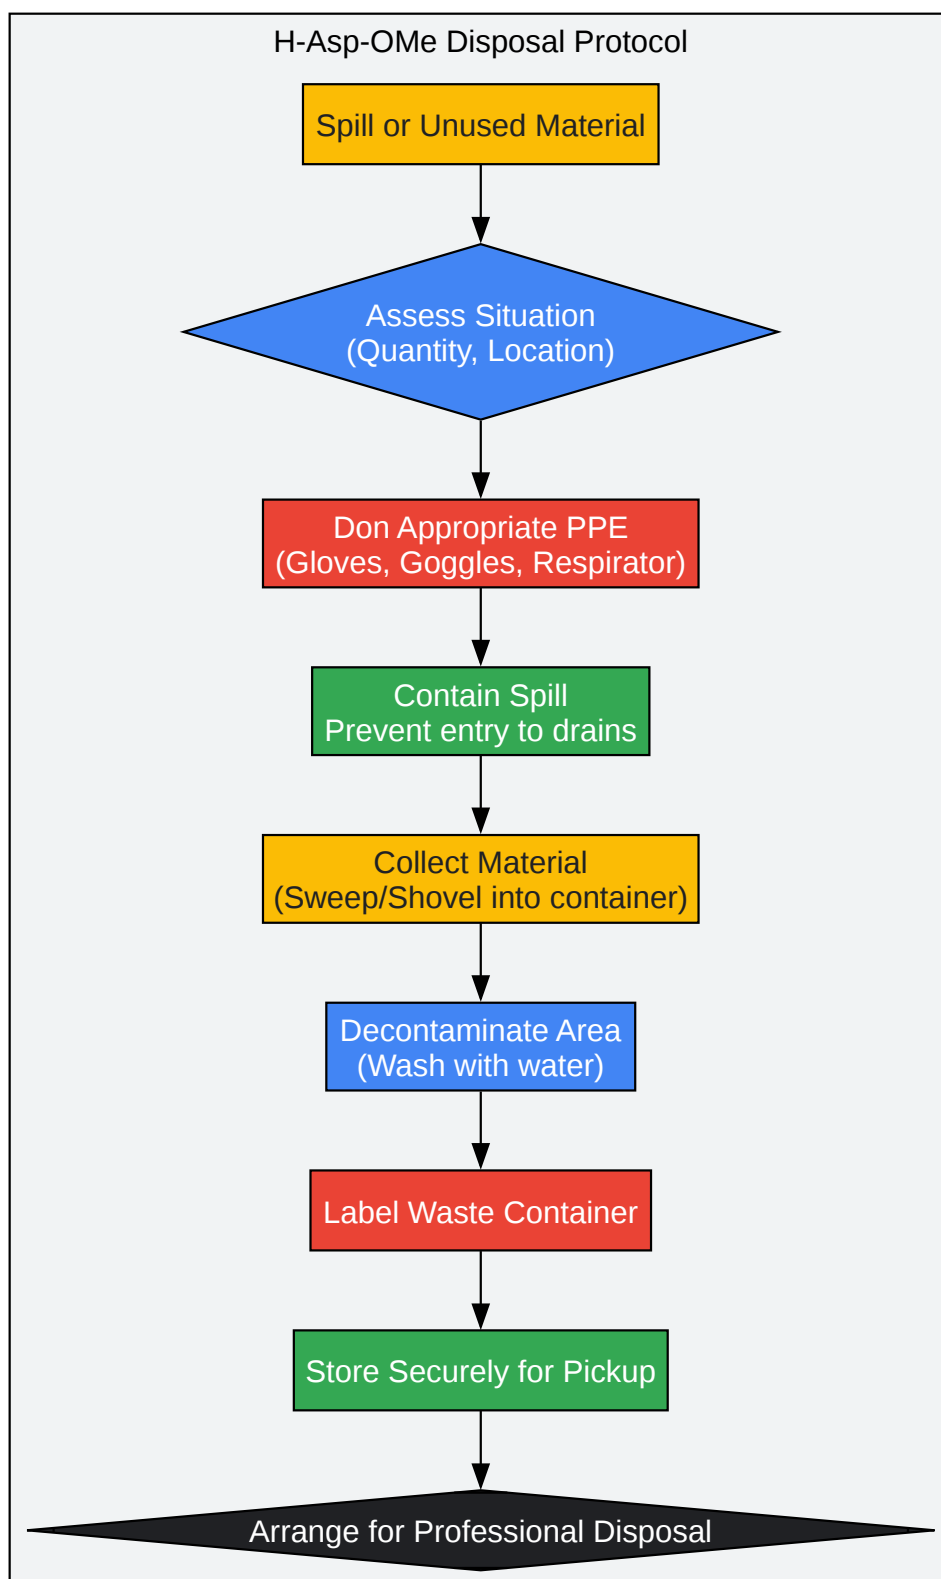 H-Asp-OMe Disposal Protocol
Spill or Unused Material
Assess Situation
(Quantity, Location)
Don Appropriate PPE
(Gloves, Goggles, Respirator)
Contain Spill
Prevent entry to drains
Collect Material
(Sweep/Shovel into container)
Decontaminate Area
(Wash with water)
Label Waste Container
Store Securely for Pickup
Arrange for Professional Disposal